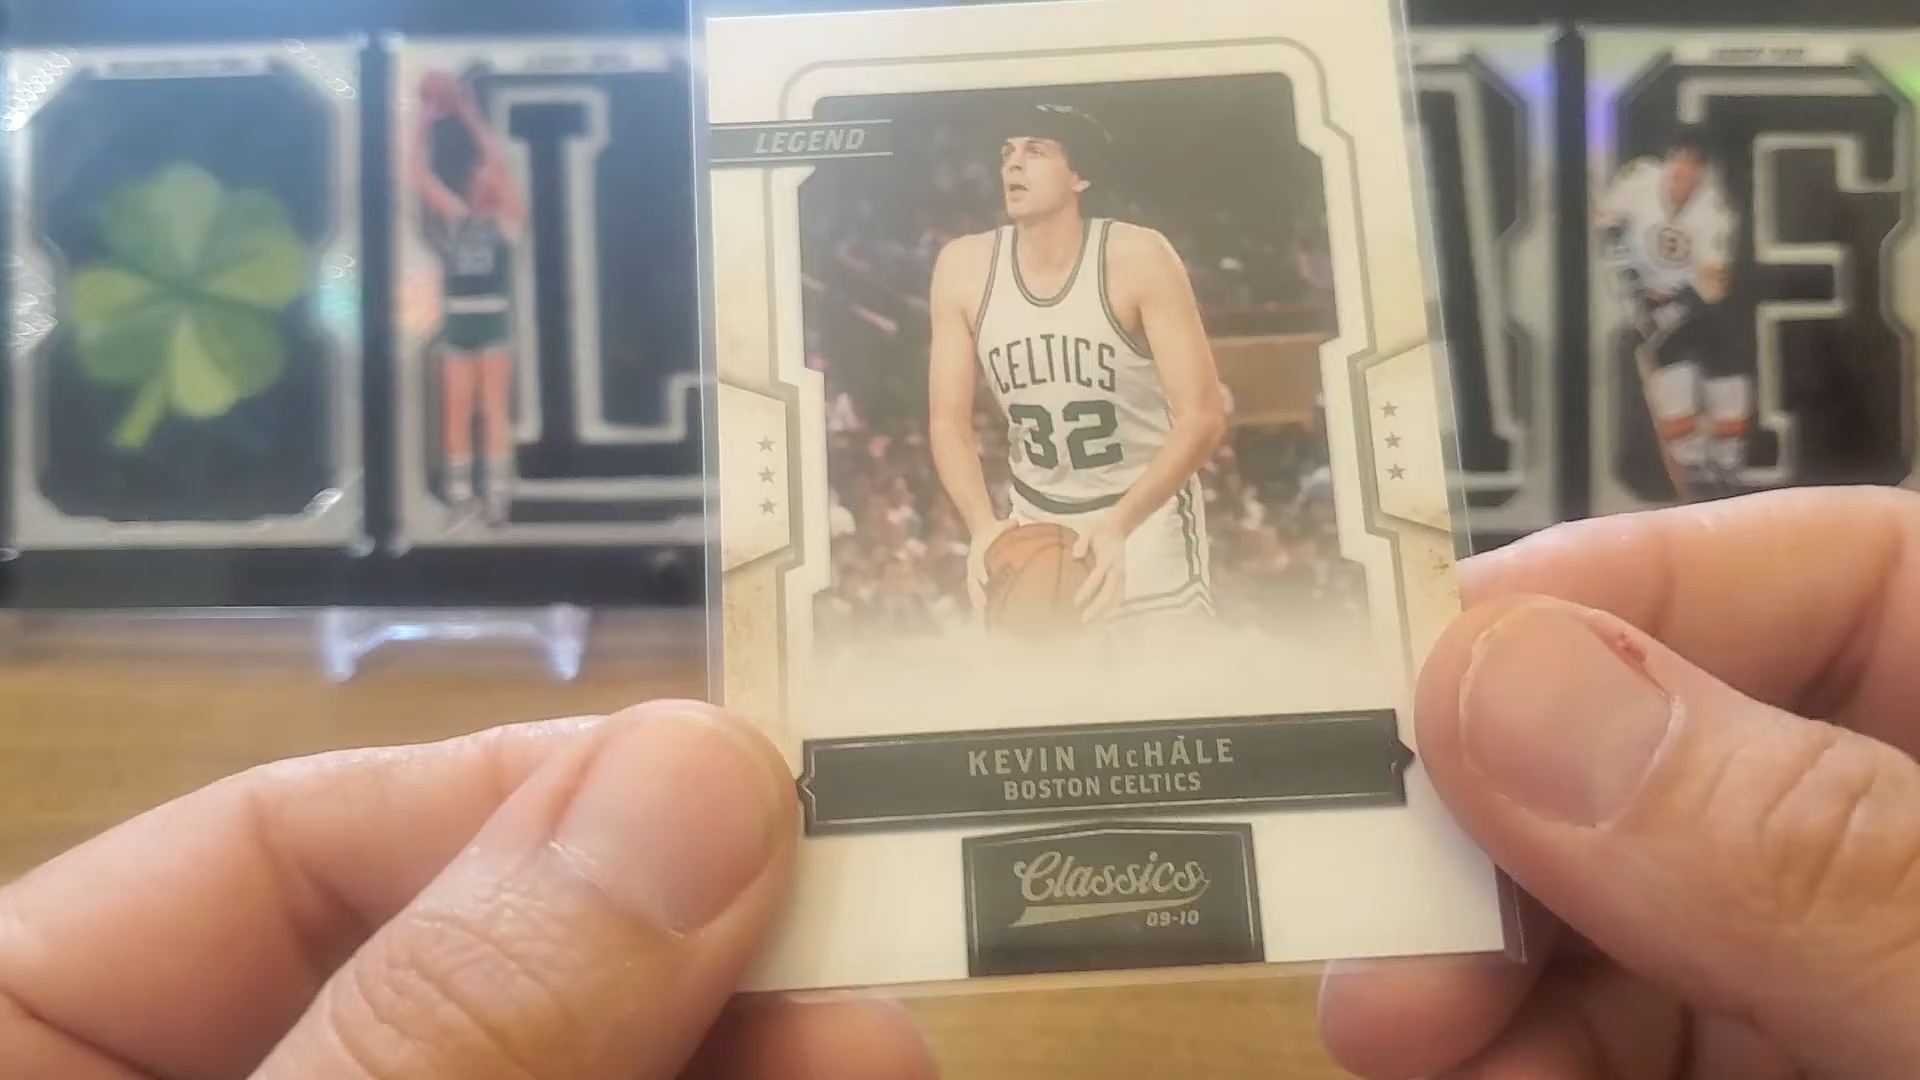 LEGEND
CELTICS
32
KEVIN McHALE
BOSTON CELTICS
Classics
09-10
L
F